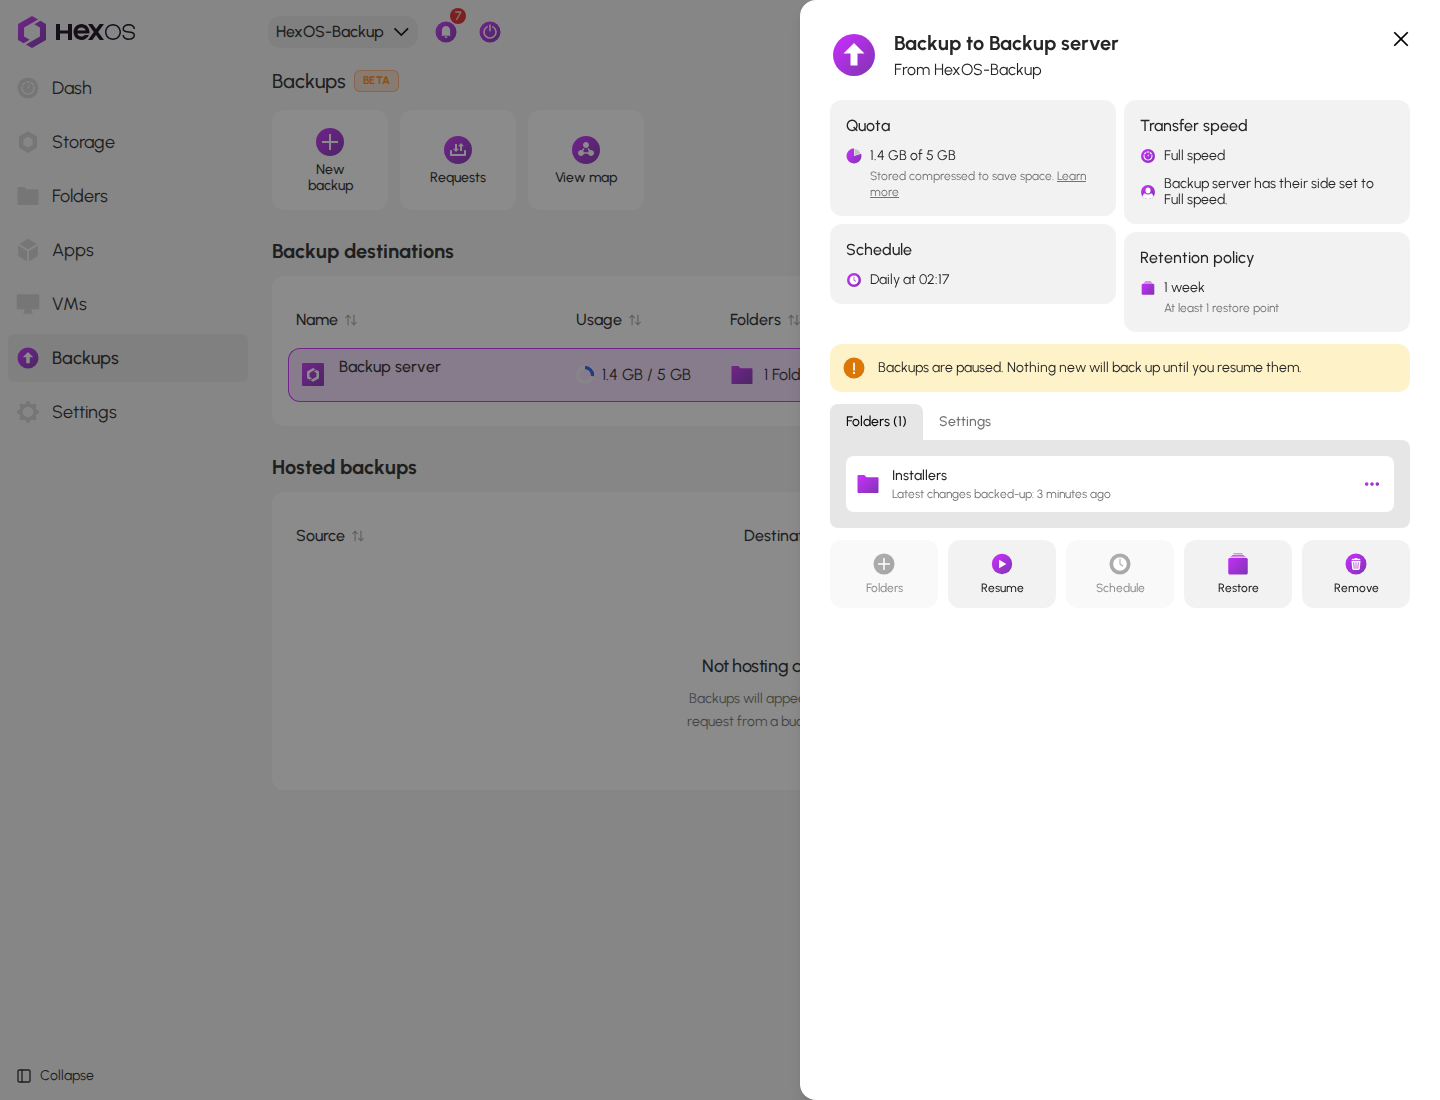 HexOS
HexOS-Backup
7
Dash
Storage
Folders
Apps
VMs
Backups
Settings
Collapse
Backups
BETA
New
backup
Requests
View map
Backup destinations
Name
Usage
Folders
Backup server
1.4 GB / 5 GB
1 Fold
Hosted backups
Source
Destinat
Not hosting
Backups will appe
request from a bu
Backup to Backup server
From HexOS-Backup
Quota
1.4 GB of 5 GB
Stored compressed to save space. Learn
more
Schedule
Daily at 02:17
Transfer speed
Full speed
Backup server has their side set to
Full speed.
Retention policy
1 week
At least 1 restore point
Backups are paused. Nothing new will back up until you resume them.
Folders (1)
Settings
Installers
Latest changes backed-up: 3 minutes ago
Folders
Resume
Schedule
Restore
Remove